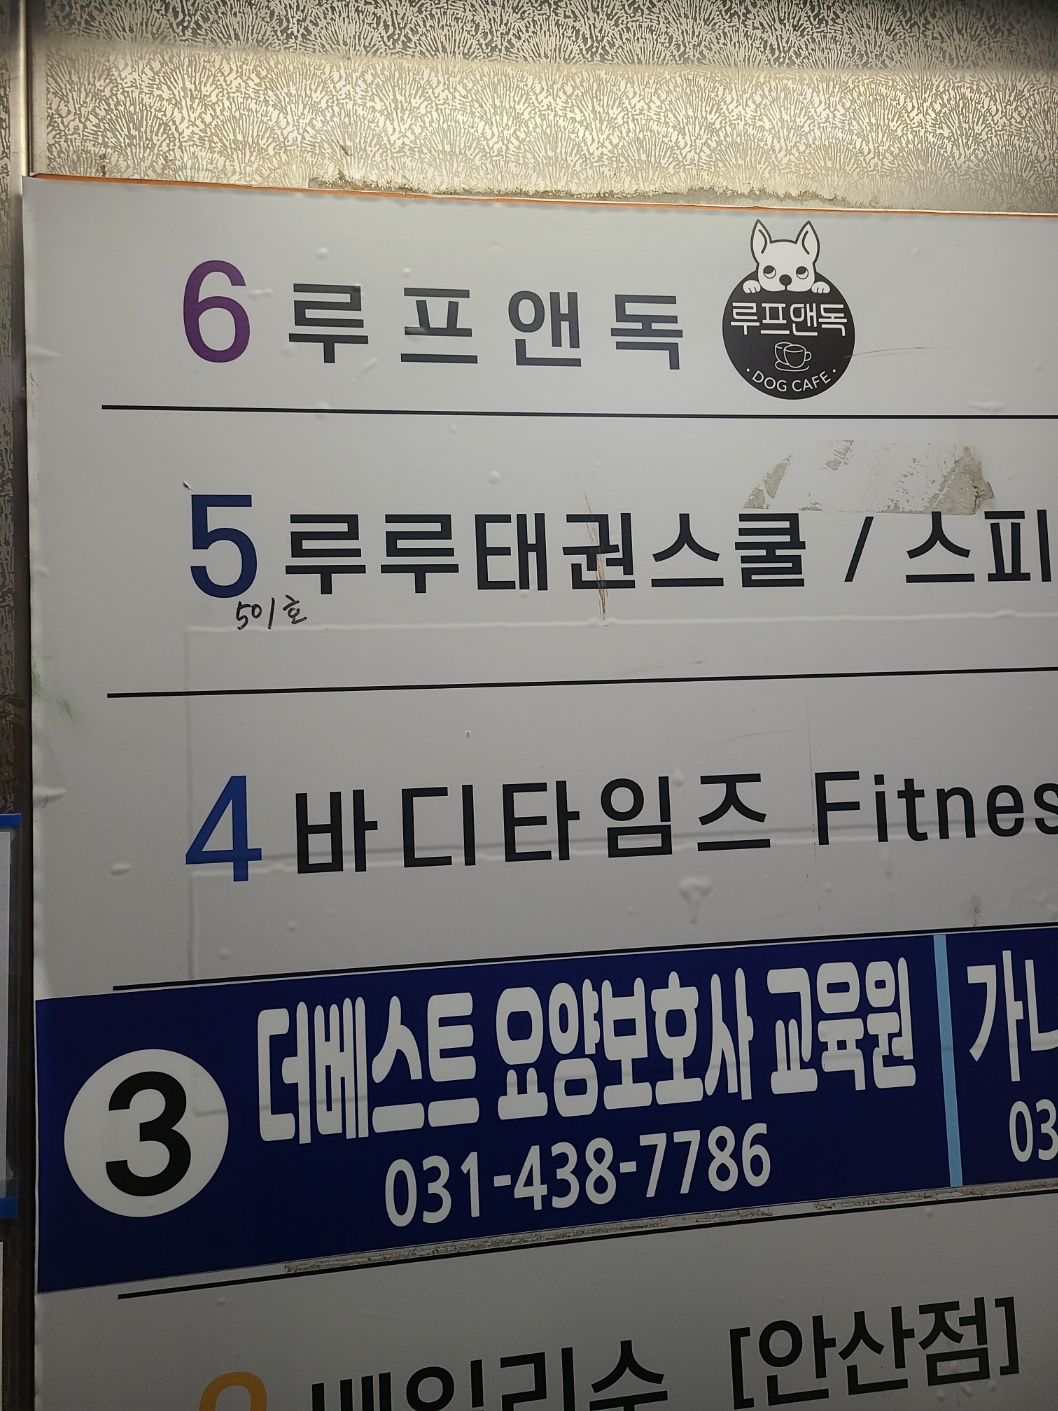 6 루프앤독
루프앤독
· DOG CAFE ·
5 루루태권스쿨 / 스피
501호
4 바디타임즈 Fitnes
3 더베스트 요양보호사 교육원
031-438-7786
가
03
[안산점]